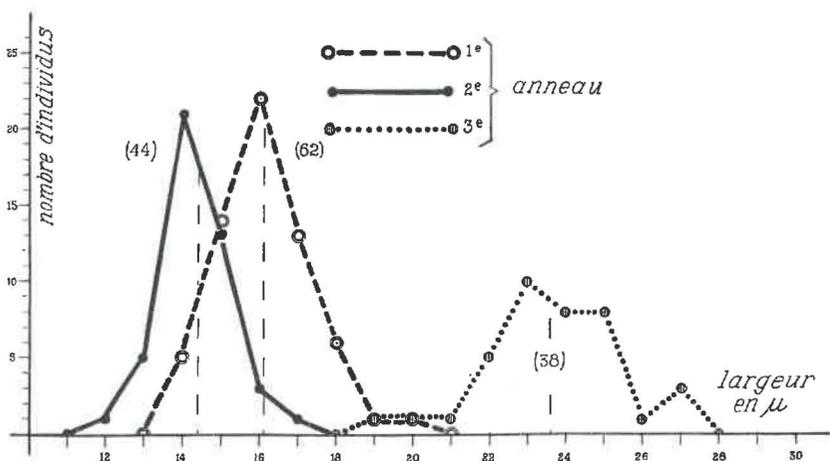 nombre d'individus
25
20
15
10
5
1e
2e
3e
anneau
(44)
(62)
(38)
largeur
en μ
12 14 16 18 20 22 24 26 28 30